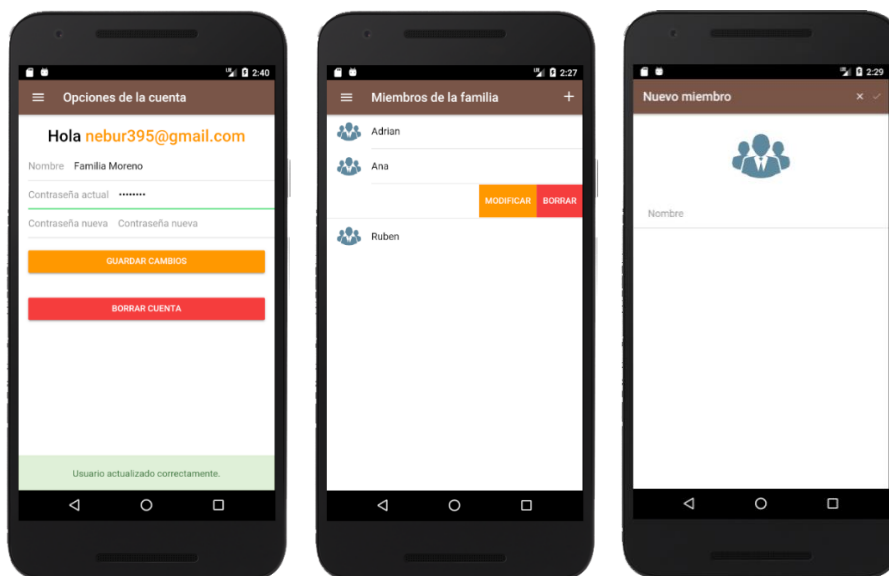 2:40
Opciones de la cuenta
Hola nebur395@gmail.com
Nombre Familia Moreno
Contraseña actual ••••••••
Contraseña nueva Contraseña nueva
GUARDAR CAMBIOS
BORRAR CUENTA
Usuario actualizado correctamente.
2:27
Miembros de la familia +
Adrian
Ana
MODIFICAR BORRAR
Ruben
2:29
Nuevo miembro
Nombre